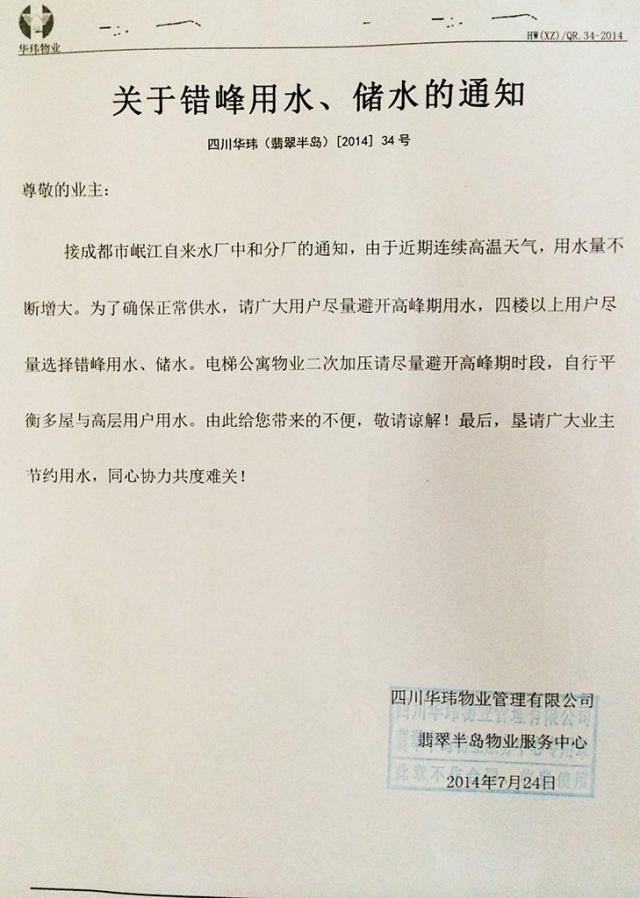 华玮物业
HW(XZ)/QR.34-2014
关于错峰用水、储水的通知
四川华玮（翡翠半岛）[2014] 34 号
尊敬的业主：
接成都市岷江自来水厂中和分厂的通知，由于近期连续高温天气，用水量不
断增大。为了确保正常供水，请广大用户尽量避开高峰期用水，四楼以上用户尽
量选择错峰用水、储水。电梯公寓物业二次加压请尽量避开高峰期时段，自行平
衡多屋与高层用户用水。由此给您带来的不便，敬请谅解！最后，垦请广大业主
节约用水，同心协力共度难关！
四川华玮物业管理有限公司
翡翠半岛物业服务中心
2014年7月24日
四川华玮物业管理有限公司